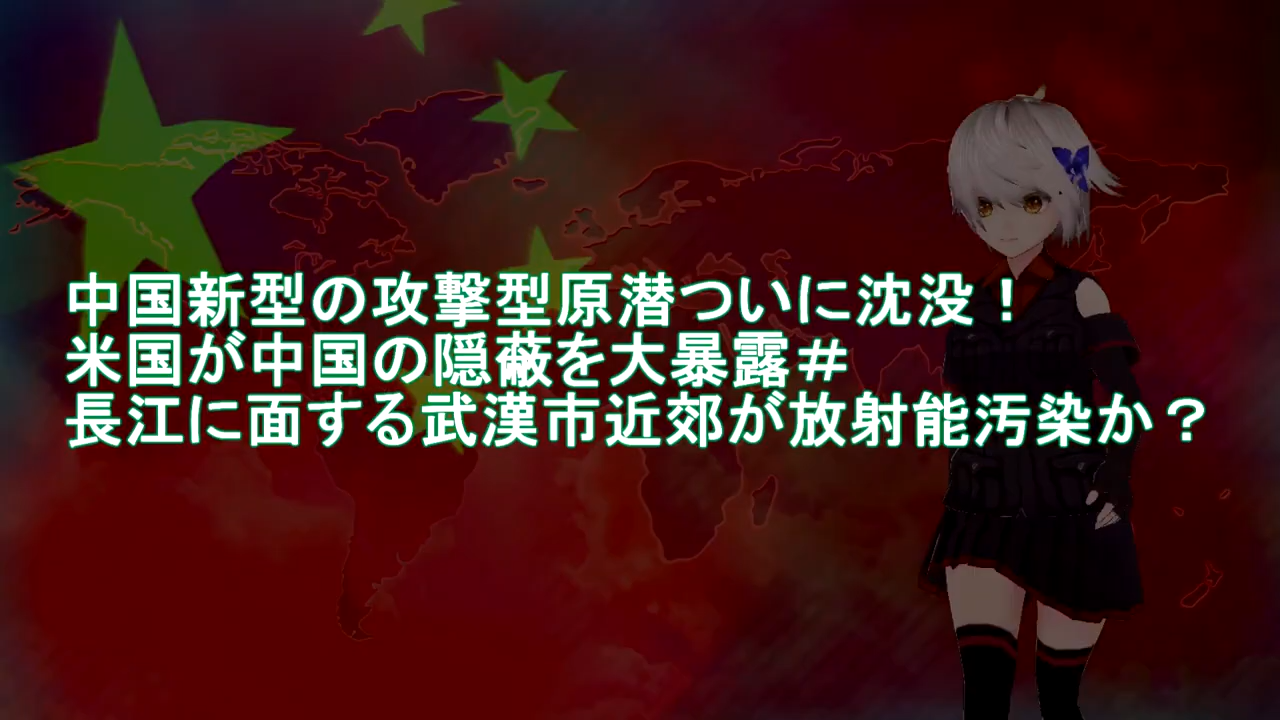 中国新型の攻撃型原潜ついに沈没！
米国が中国の隠蔽を大暴露＃
長江に面する武漢市近郊が放射能汚染か？